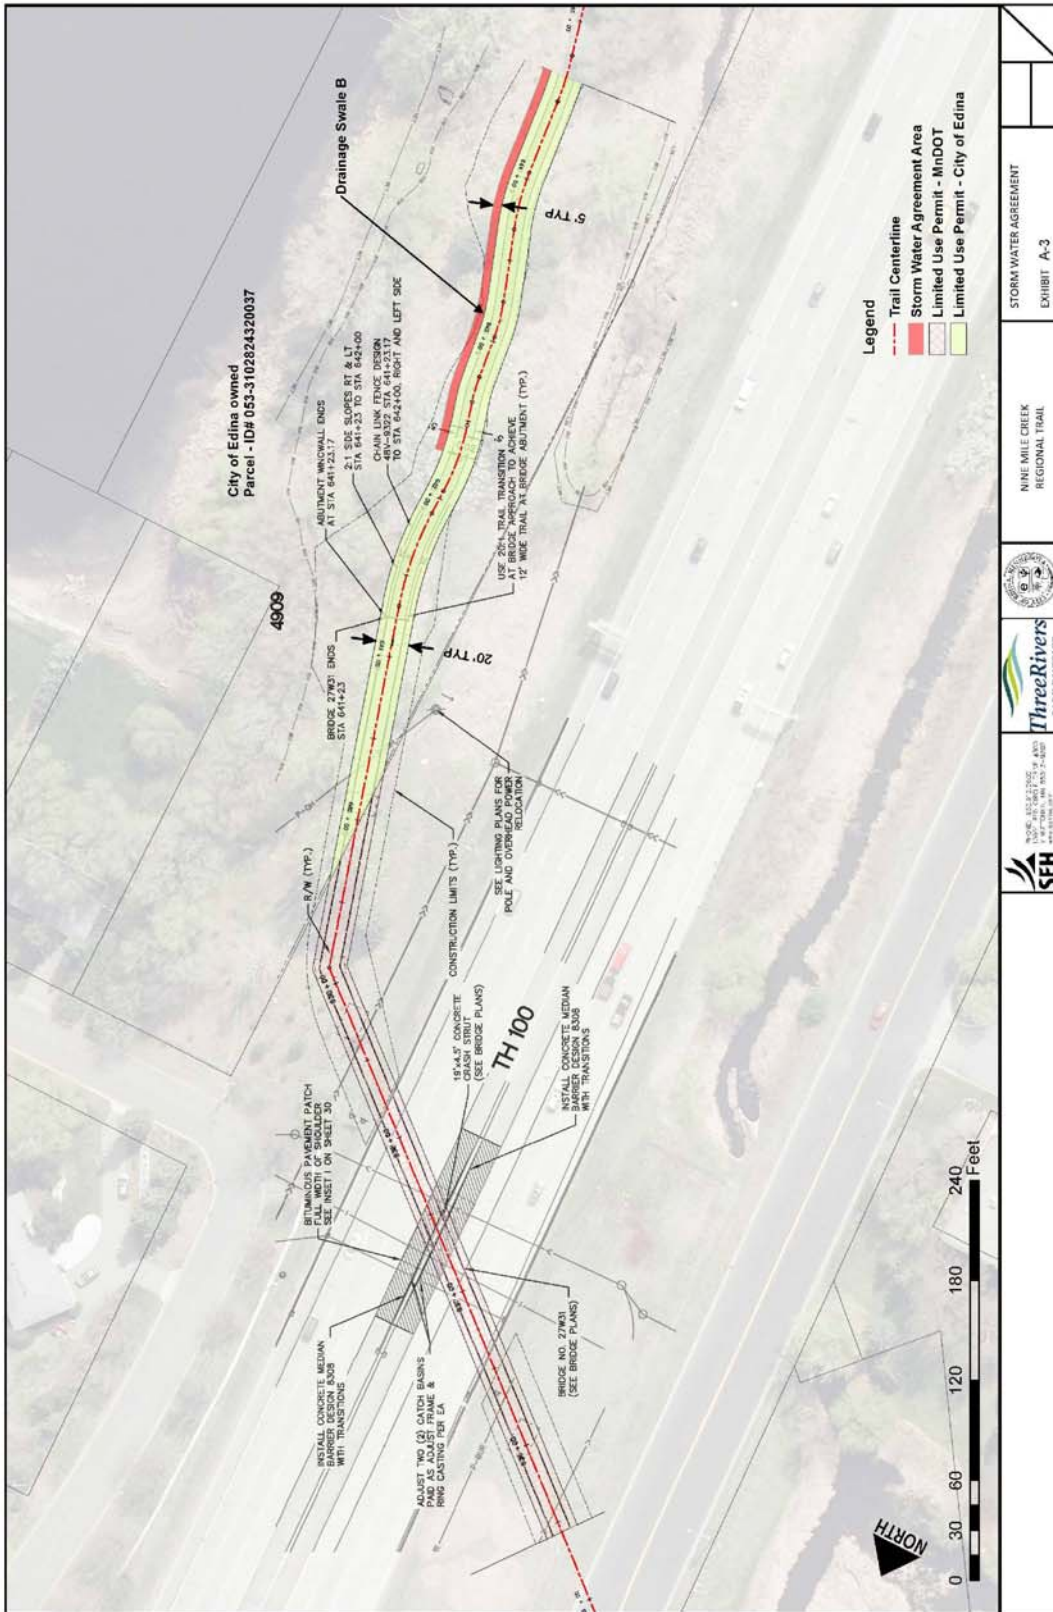 City of Edina owned
Parcel - ID# 053-3102824320037
Drainage Swale B
4909
ABUTMENT WINGWALL ENDS
AT STA 641+23.17
2:1 SIDE SLOPES RT & LT
STA 641+23 TO STA 642+00
CHAIN LINK FENCE DESIGN
48V-9322 STA 641+23.17
TO STA 642+00, RIGHT AND LEFT SIDE
BRIDGE 27W31 ENDS
STA 641+23
5' TYP
20' TYP
USE 20:1 TRAIL TRANSITION
AT BRIDGE APPROACH TO ACHIEVE
12' WIDE TRAIL AT BRIDGE ABUTMENT (TYP.)
R/W (TYP.)
CONSTRUCTION LIMITS (TYP.)
SEE LIGHTING PLANS FOR
POLE AND OVERHEAD POWER
RELOCATION
BITUMINOUS PAVEMENT PATCH
FULL WIDTH OF SHOULDER
SEE INSET 1 ON SHEET 30
19'x4.5' CONCRETE
CRASH STRUT
(SEE BRIDGE PLANS)
TH 100
INSTALL CONCRETE MEDIAN
BARRIER DESIGN 8308
WITH TRANSITIONS
INSTALL CONCRETE MEDIAN
BARRIER DESIGN 8308
WITH TRANSITIONS
ADJUST TWO (2) CATCH BASINS
PAID AS ADJUST FRAME &
RING CASTING PER EA
BRIDGE NO. 27W31
(SEE BRIDGE PLANS)
Legend
Trail Centerline
Storm Water Agreement Area
Limited Use Permit - MnDOT
Limited Use Permit - City of Edina
NORTH
0 30 60 120 180 240
Feet
SEH
ThreeRivers
NINE MILE CREEK
REGIONAL TRAIL
STORM WATER AGREEMENT
EXHIBIT A-3